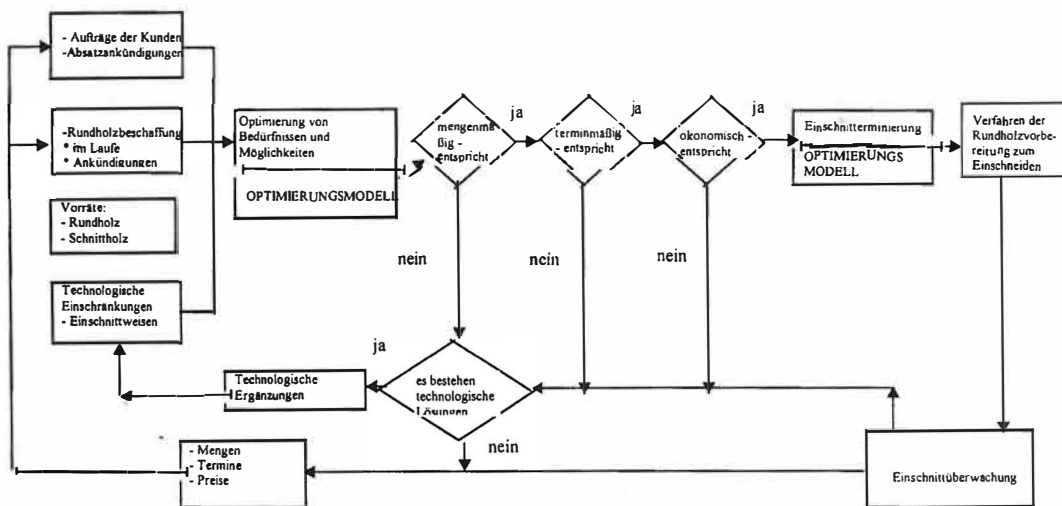 - Aufträge der Kunden
-Absatzankündigungen
-Rundholzbeschaffung
* im Laufe
* Ankündigungen
Vorräte:
- Rundholz
- Schnittholz
Technologische
Einschränkungen
- Einschnittweisen
Optimierung von
Bedürfnissen und
Möglichkeiten
OPTIMIERUNGSMODELL
mengenmä
ßig -
entspricht
ja
terminmäßig
- entspricht
ja
ökonomisch -
entspricht
ja
Einschnitterminierung
OPTIMIERUNGS
MODELL
Verfahren der
Rundholzvorbe-
reitung zum
Einschneiden
nein
nein
nein
ja
es bestehen
technologische
Lösungen
Technologische
Ergänzungen
nein
- Mengen
- Termine
- Preise
Einschnittüberwachung